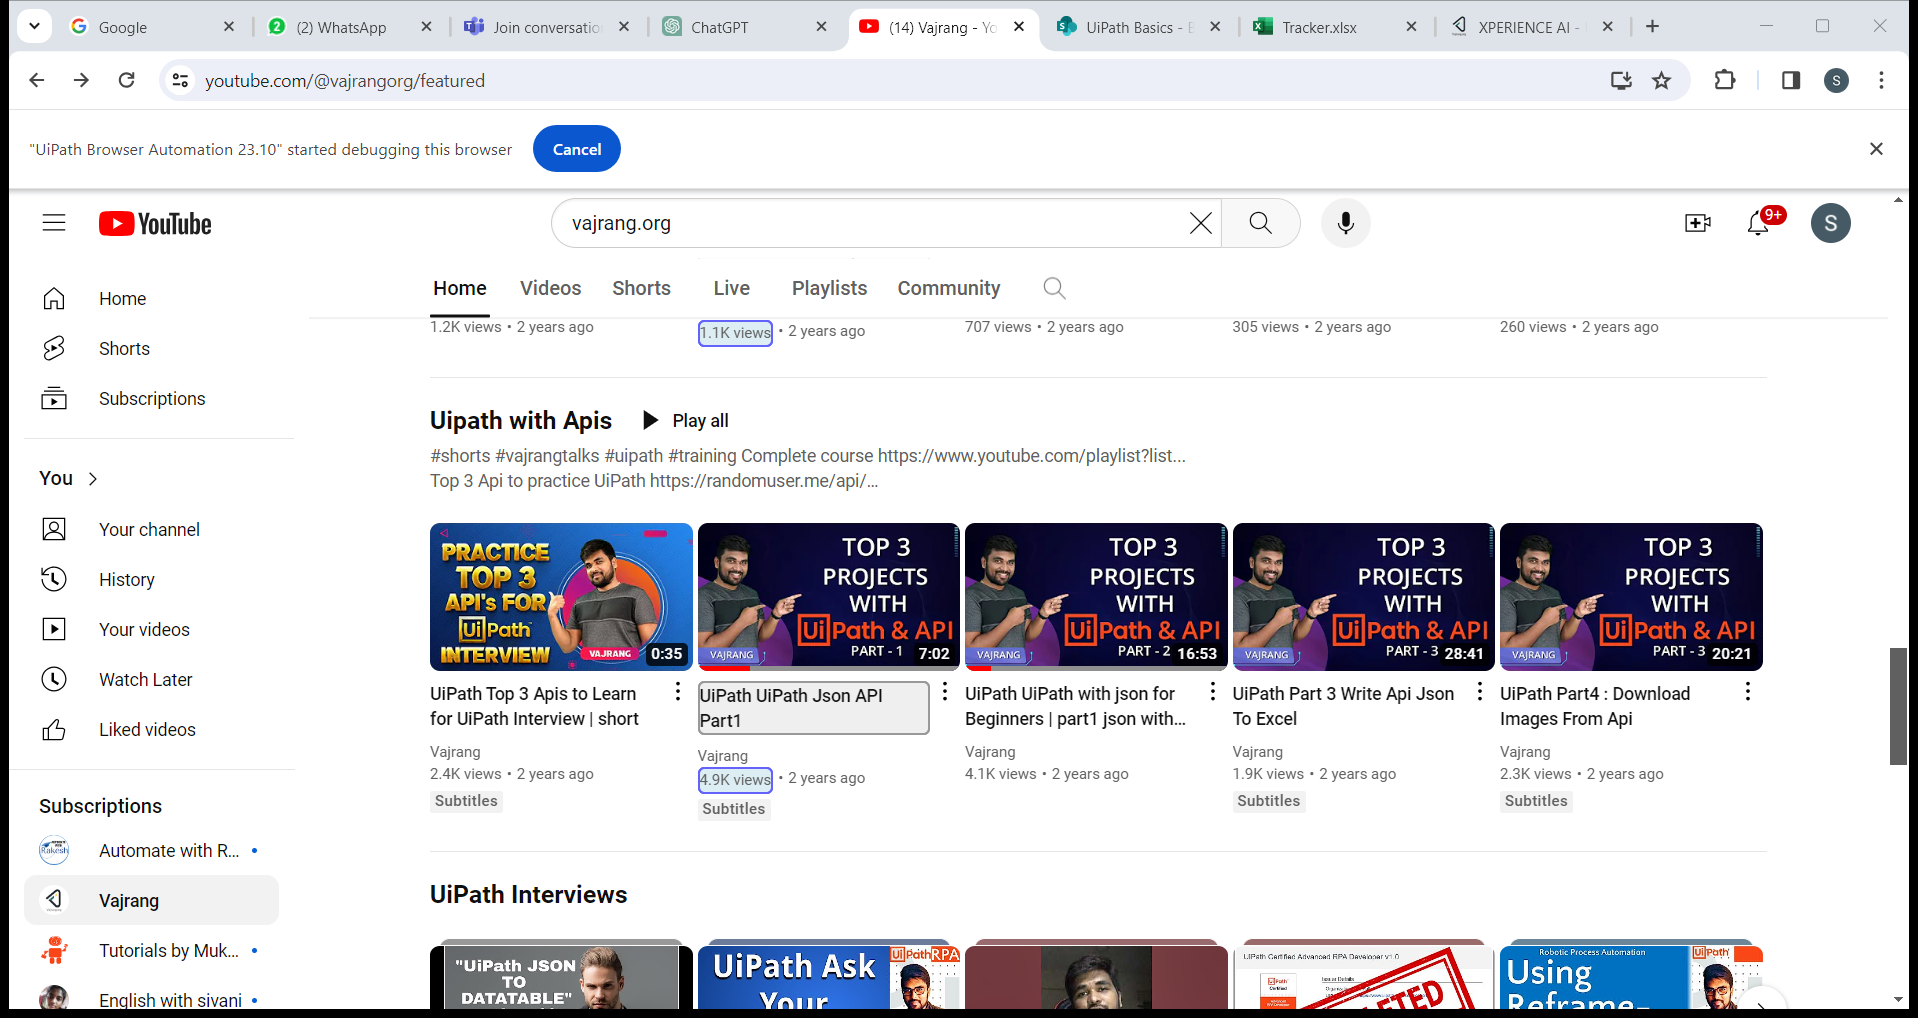 Google
(2) WhatsApp
Join conversatio
ChatGPT
(14) Vajrang - Yo
UiPath Basics - E
Tracker.xlsx
XPERIENCE AI -
youtube.com/@vajrangorg/featured
S
"UiPath Browser Automation 23.10" started debugging this browser
Cancel
YouTube
vajrang.org
9+
S
Home
Shorts
Subscriptions
You
Your channel
History
Your videos
Watch Later
Liked videos
Subscriptions
Automate with R...
Vajrang
Tutorials by Muk...
English with sivani
Home Videos Shorts Live Playlists Community
1.2K views • 2 years ago
1.1K views • 2 years ago
707 views • 2 years ago
305 views • 2 years ago
260 views • 2 years ago
Uipath with Apis
Play all
#shorts #vajrangtalks #uipath #training Complete course https://www.youtube.com/playlist?list...
Top 3 Api to practice UiPath https://randomuser.me/api/...
PRACTICE
TOP 3
API's FOR
UiPath
INTERVIEW
VAJRANG
0:35
UiPath Top 3 Apis to Learn
for UiPath Interview | short
Vajrang
2.4K views • 2 years ago
Subtitles
TOP 3
PROJECTS
WITH
UiPath & API
PART - 1
VAJRANG
7:02
UiPath UiPath Json API
Part1
Vajrang
4.9K views • 2 years ago
Subtitles
TOP 3
PROJECTS
WITH
UiPath & API
PART - 2
VAJRANG
16:53
UiPath UiPath with json for
Beginners | part1 json with...
Vajrang
4.1K views • 2 years ago
TOP 3
PROJECTS
WITH
UiPath & API
PART - 3
VAJRANG
28:41
UiPath Part 3 Write Api Json
To Excel
Vajrang
1.9K views • 2 years ago
Subtitles
TOP 3
PROJECTS
WITH
UiPath & API
PART - 3
VAJRANG
20:21
UiPath Part4 : Download
Images From Api
Vajrang
2.3K views • 2 years ago
Subtitles
UiPath Interviews
"UiPath JSON
TO
DATATABLE"
UiPath RPA
UiPath Ask
Your
UiPath Certified Advanced RPA Developer v1.0
Robotic Process Automation
UiPath
Using
Reframe-